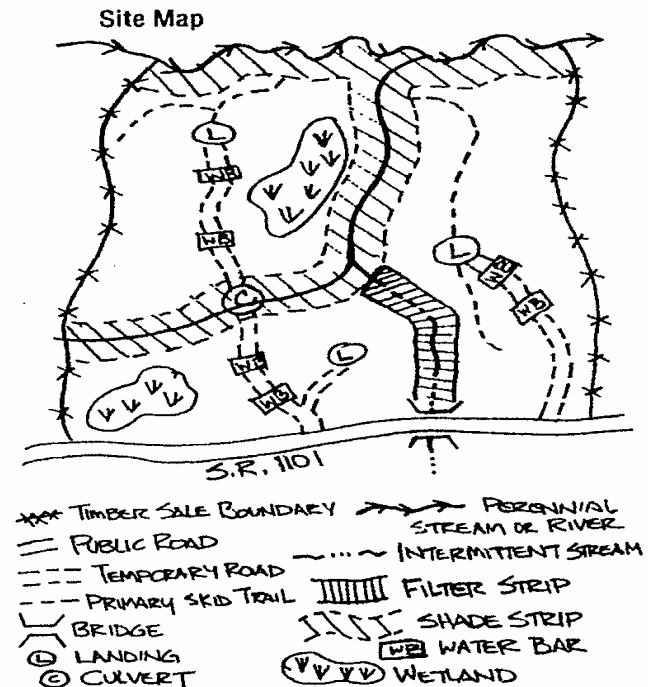 Site Map
L
WB
WB
C
L
WB
WB
WB
L
WB
S.R. 1101
TIMBER SALE BOUNDARY
PERENNIAL
STREAM OR RIVER
PUBLIC ROAD
INTERMITTENT STREAM
TEMPORARY ROAD
FILTER STRIP
PRIMARY SKID TRAIL
SHADE STRIP
BRIDGE
WB WATER BAR
L LANDING
WETLAND
C CULVERT